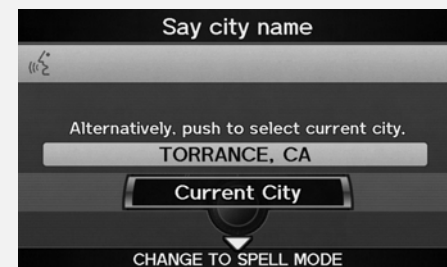 Say city name
Alternatively, push to select current city.
TORRANCE, CA
Current City
CHANGE TO SPELL MODE